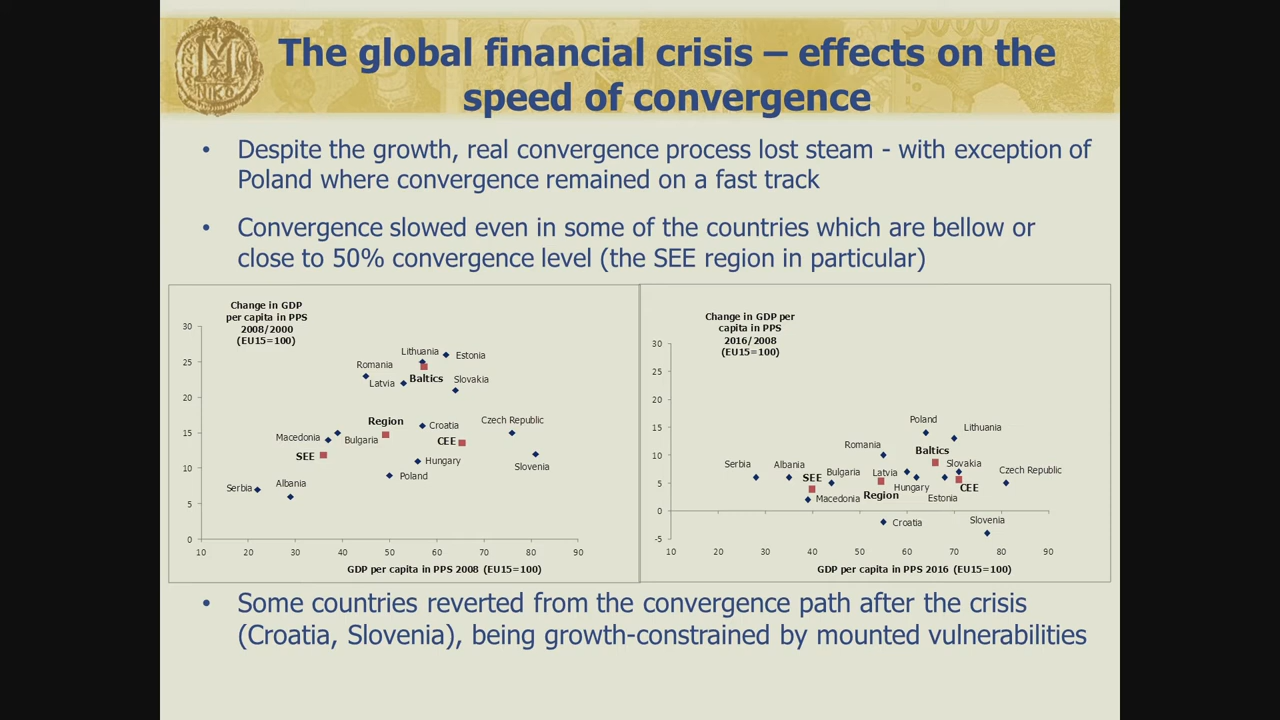 The global financial crisis – effects on the
speed of convergence
• Despite the growth, real convergence process lost steam - with exception of
Poland where convergence remained on a fast track
• Convergence slowed even in some of the countries which are bellow or
close to 50% convergence level (the SEE region in particular)
Change in GDP
per capita in PPS
2008/2000
(EU15=100)
30
25
20
15
10
5
0
10 20 30 40 50 60 70 80 90
Lithuania
Estonia
Romania
Latvia
Baltics
Slovakia
Region
Croatia
Czech Republic
Macedonia
Bulgaria
CEE
SEE
Hungary
Slovenia
Poland
Serbia
Albania
GDP per capita in PPS 2008 (EU15=100)
Change in GDP per
capita in PPS
2016/2008
(EU15=100)
30
25
20
15
10
5
0
-5
10 20 30 40 50 60 70 80 90
Poland
Lithuania
Romania
Baltics
Serbia
Albania
Slovakia
SEE
Bulgaria
Latvia
Czech Republic
Hungary
CEE
Macedonia
Region
Estonia
Croatia
Slovenia
GDP per capita in PPS 2016 (EU15=100)
• Some countries reverted from the convergence path after the crisis
(Croatia, Slovenia), being growth-constrained by mounted vulnerabilities